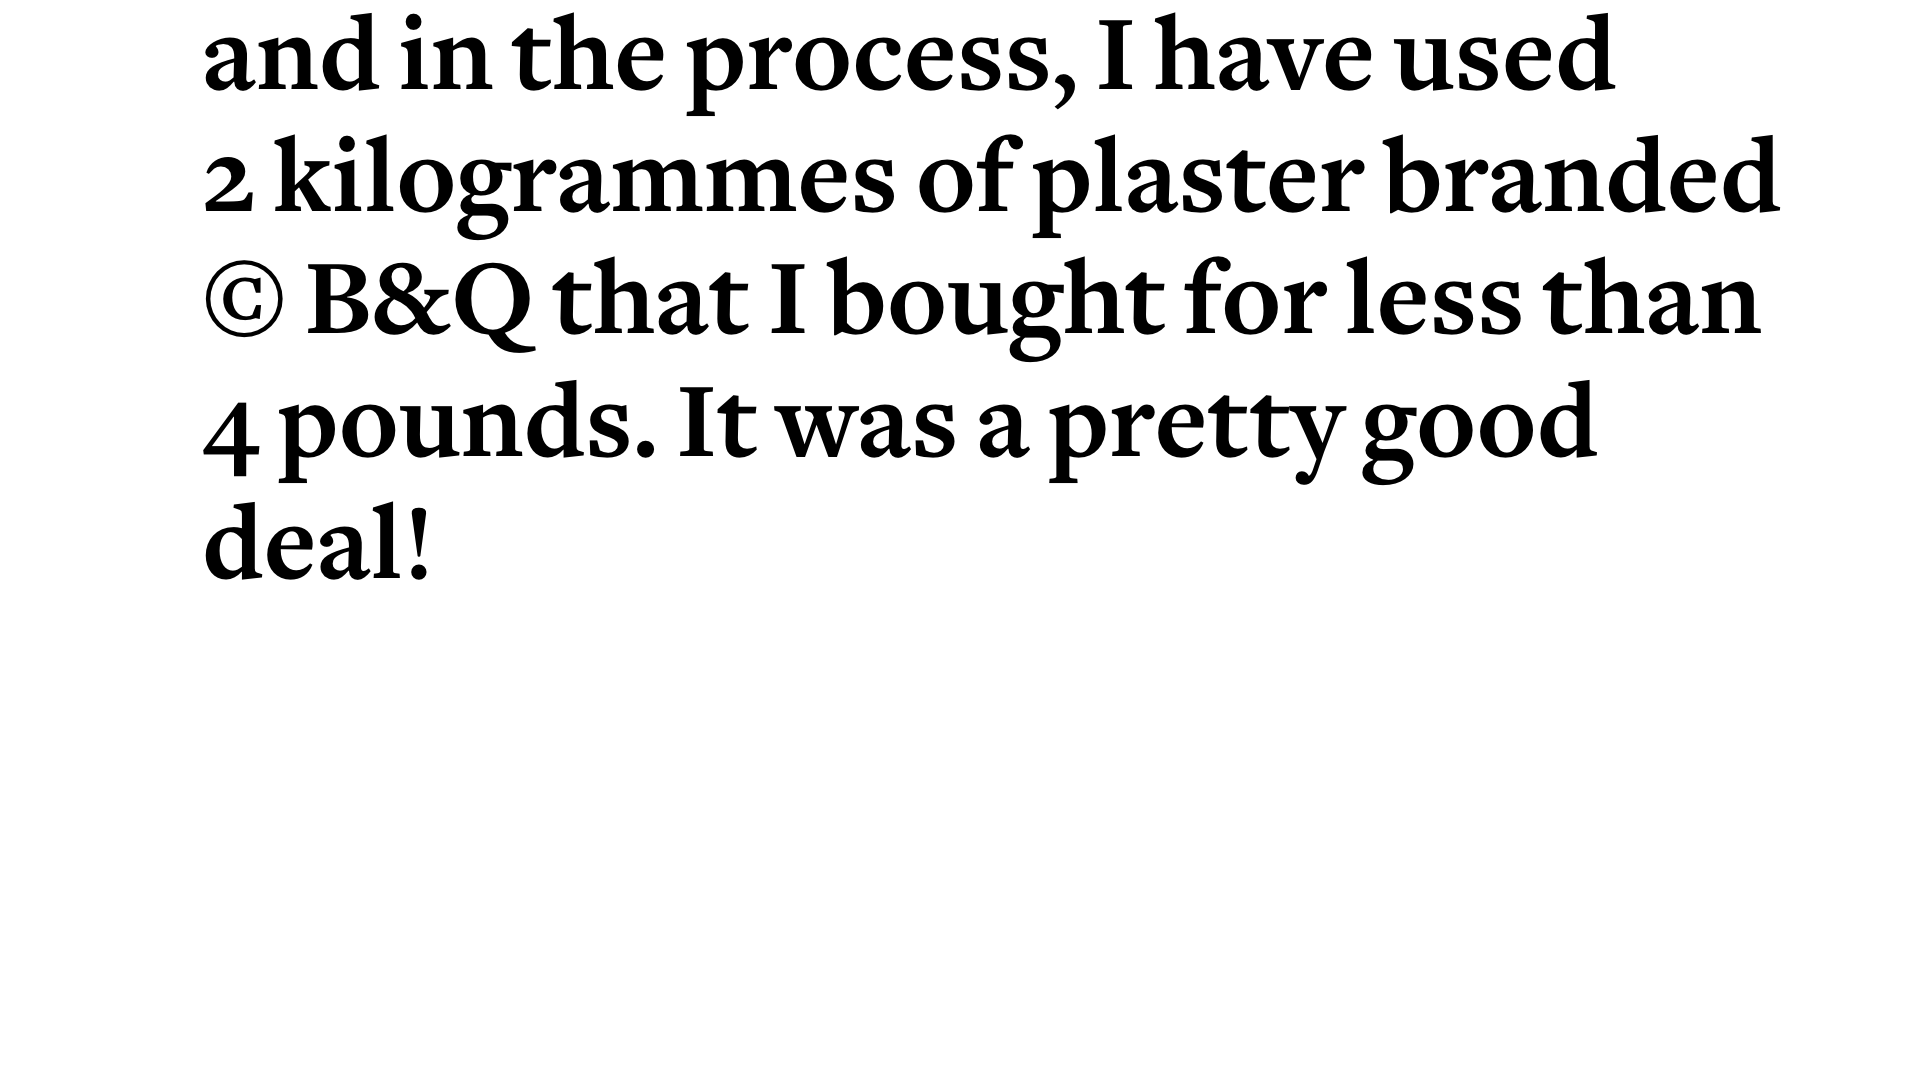 and in the process, I have used
2 kilogrammes of plaster branded
© B&Q that I bought for less than
4 pounds. It was a pretty good
deal!